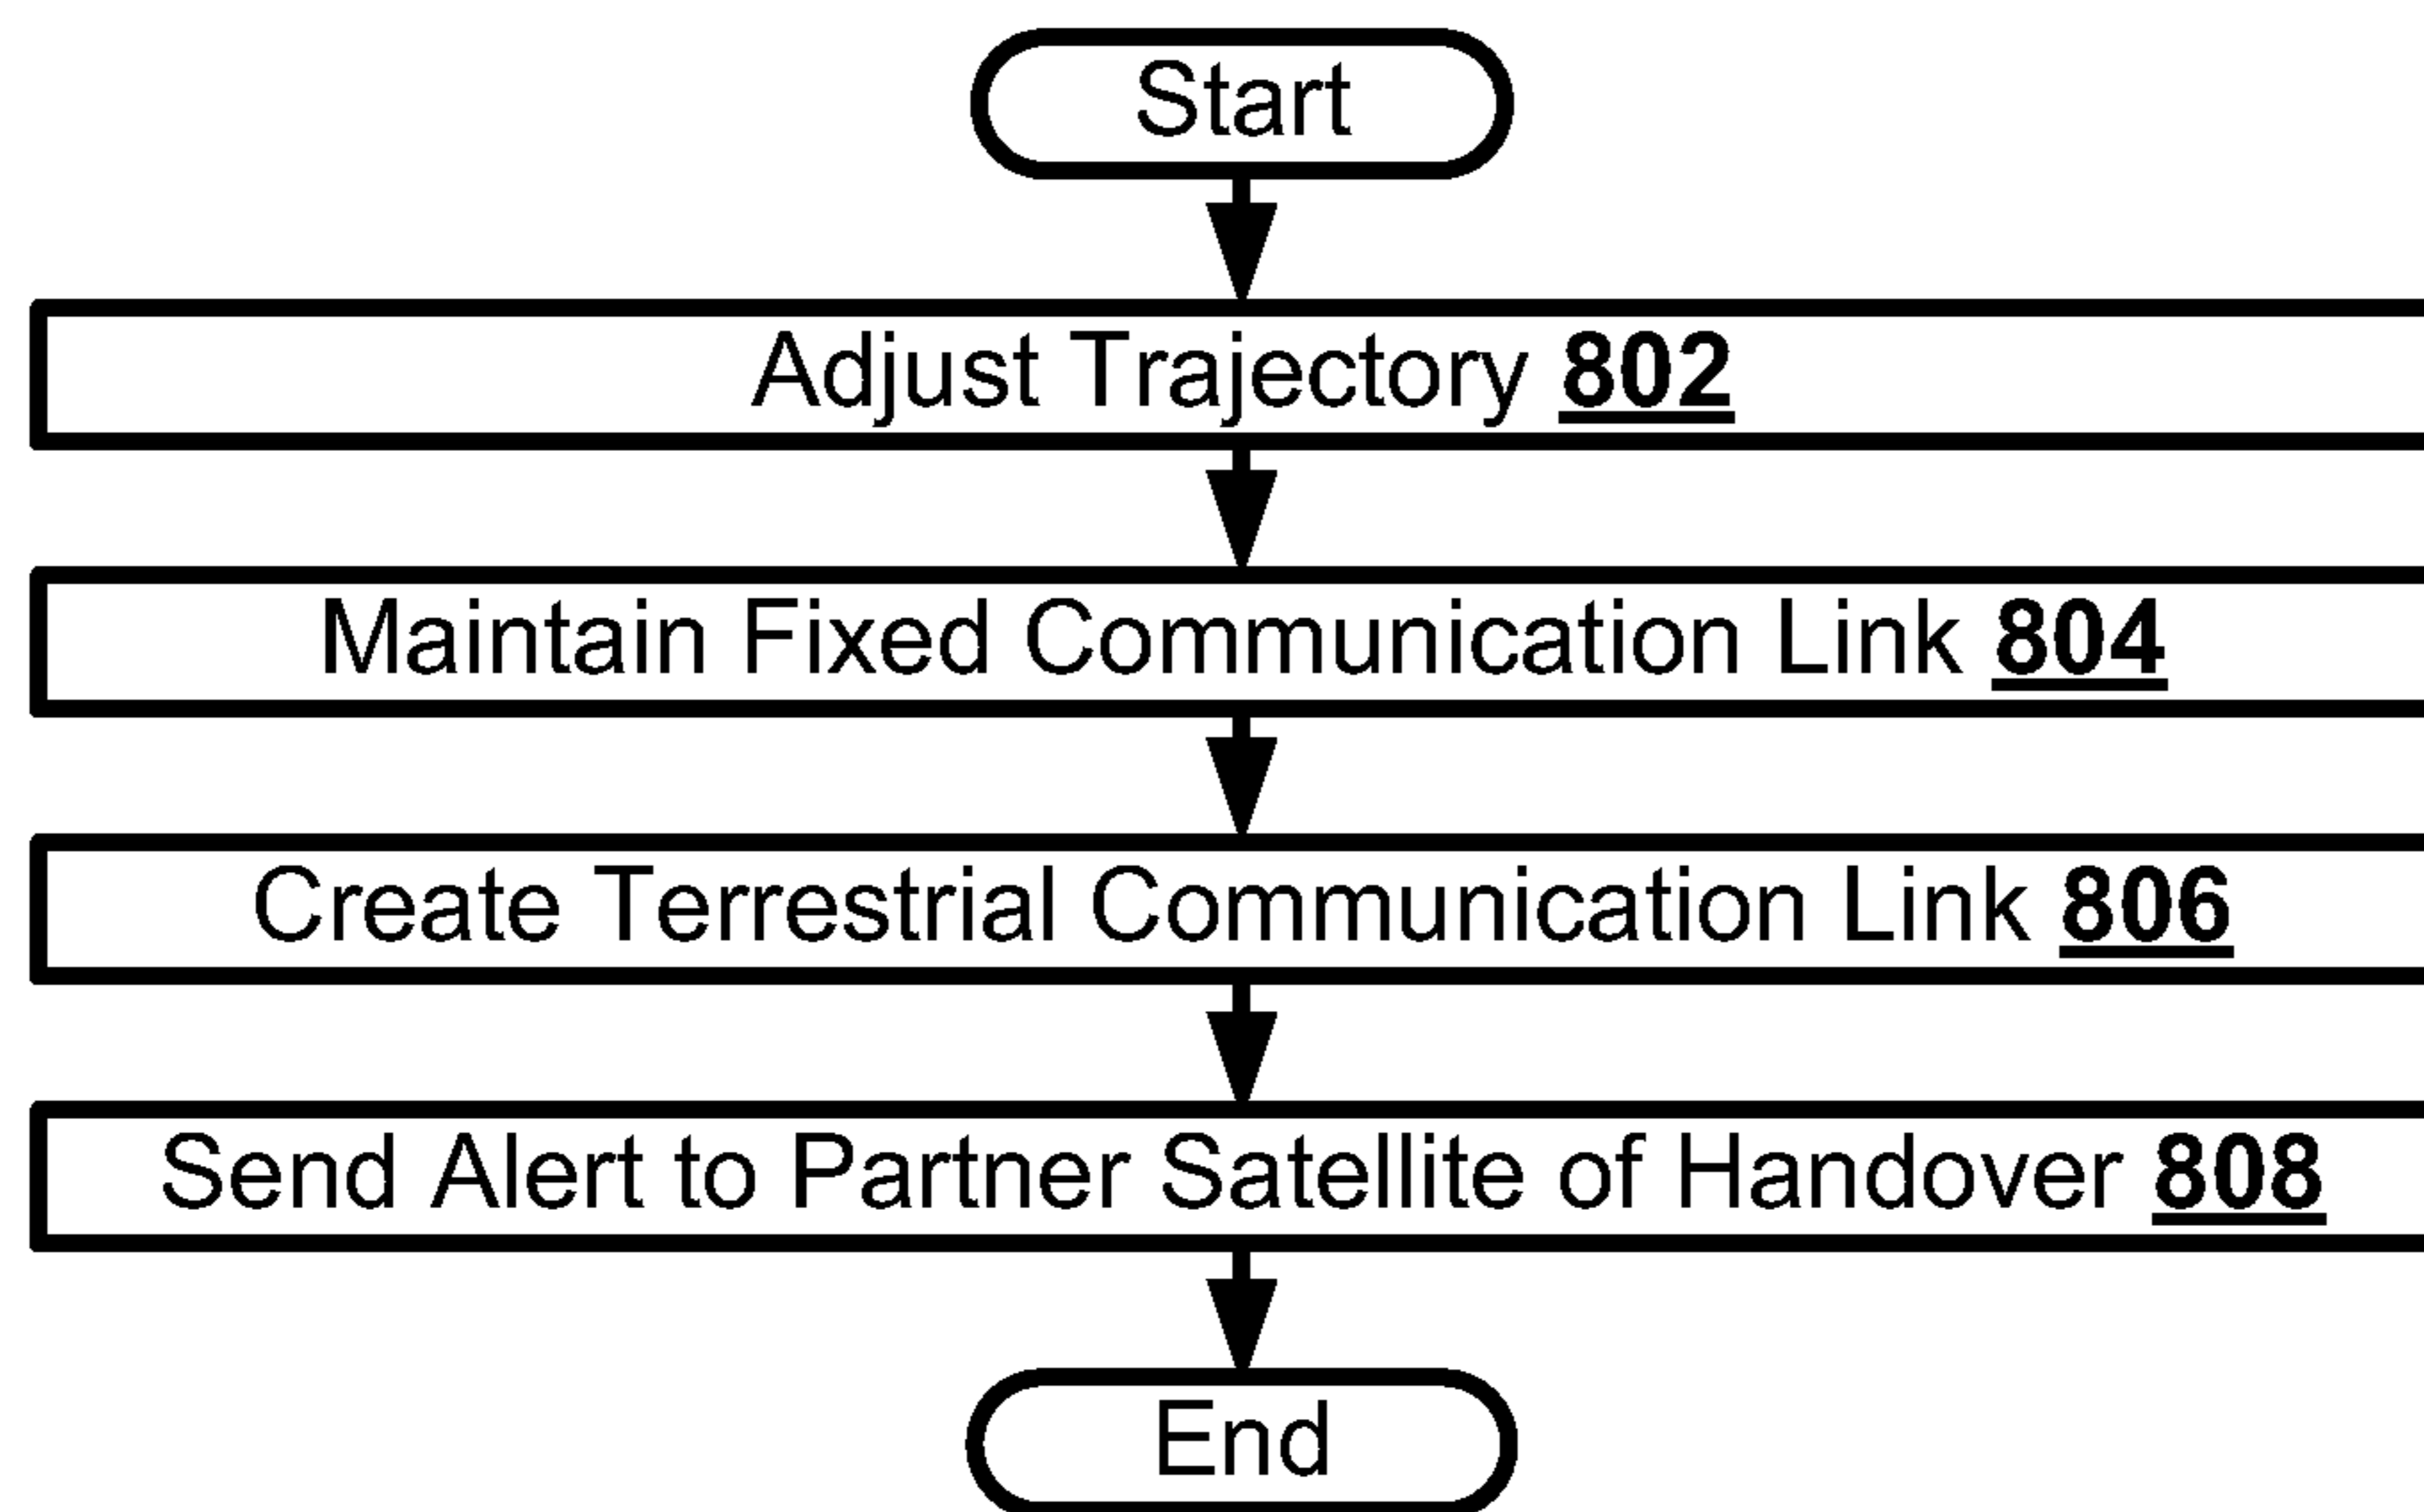 Start
Adjust Trajectory 802
Maintain Fixed Communication Link 804
Create Terrestrial Communication Link 806
Send Alert to Partner Satellite of Handover 808
End